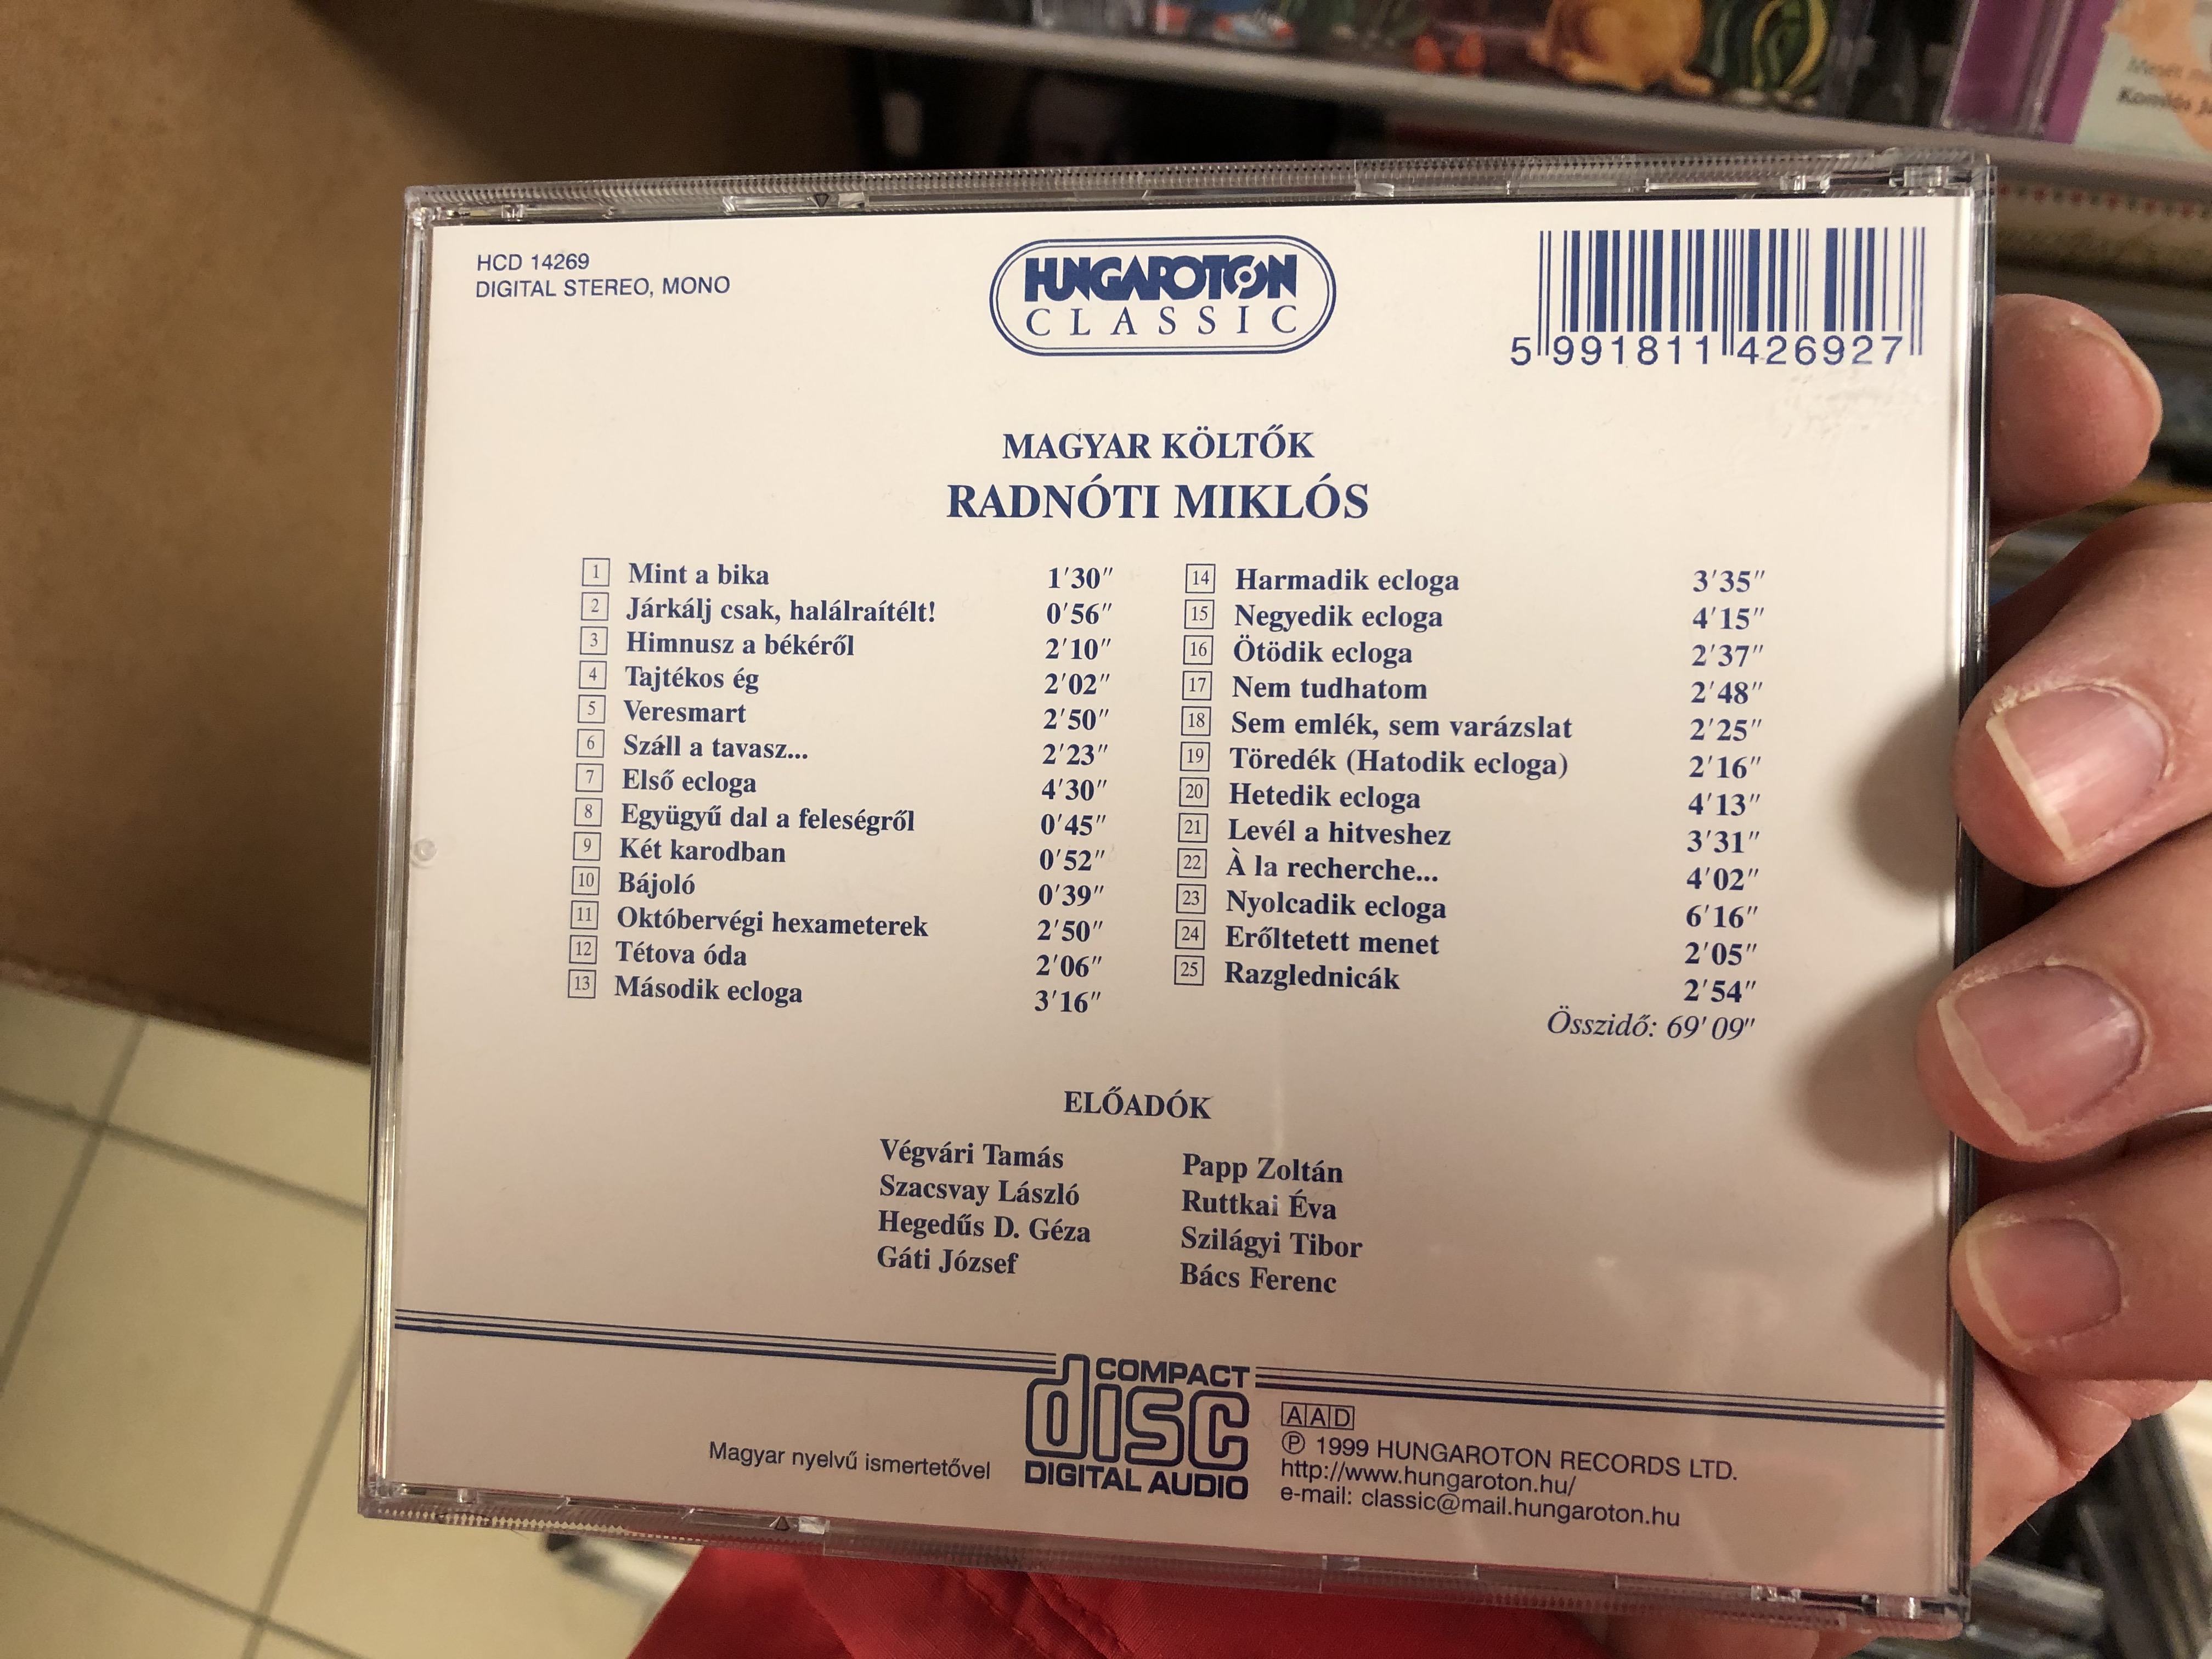 HCD 14269
DIGITAL STEREO, MONO
HUNGAROTON
CLASSIC
5 991811 426927
MAGYAR KÖLTŐK
RADNÓTI MIKLÓS
1 Mint a bika 1'30"
2 Járkálj csak, halálraítélt! 0'56"
3 Himnusz a békéről 2'10"
4 Tajtékos ég 2'02"
5 Veresmart 2'50"
6 Száll a tavasz... 2'23"
7 Első ecloga 4'30"
8 Együgyű dal a feleségről 0'45"
9 Két karodban 0'52"
10 Bájoló 0'39"
11 Októbervégi hexameterek 2'50"
12 Tétova óda 2'06"
13 Második ecloga 3'16"
14 Harmadik ecloga 3'35"
15 Negyedik ecloga 4'15"
16 Ötödik ecloga 2'37"
17 Nem tudhatom 2'48"
18 Sem emlék, sem varázslat 2'25"
19 Töredék (Hatodik ecloga) 2'16"
20 Hetedik ecloga 4'13"
21 Levél a hitveshez 3'31"
22 À la recherche... 4'02"
23 Nyolcadik ecloga 6'16"
24 Erőltetett menet 2'05"
25 Razglednicák 2'54"
Összidő: 69'09"
ELŐADÓK
Végvári Tamás
Szacsvay László
Hegedűs D. Géza
Gáti József
Papp Zoltán
Ruttkai Éva
Szilágyi Tibor
Bács Ferenc
Magyar nyelvű ismertetővel
COMPACT
disc
DIGITAL AUDIO
AAD
Ⓟ 1999 HUNGAROTON RECORDS LTD.
http://www.hungaroton.hu/
e-mail: classic@mail.hungaroton.hu